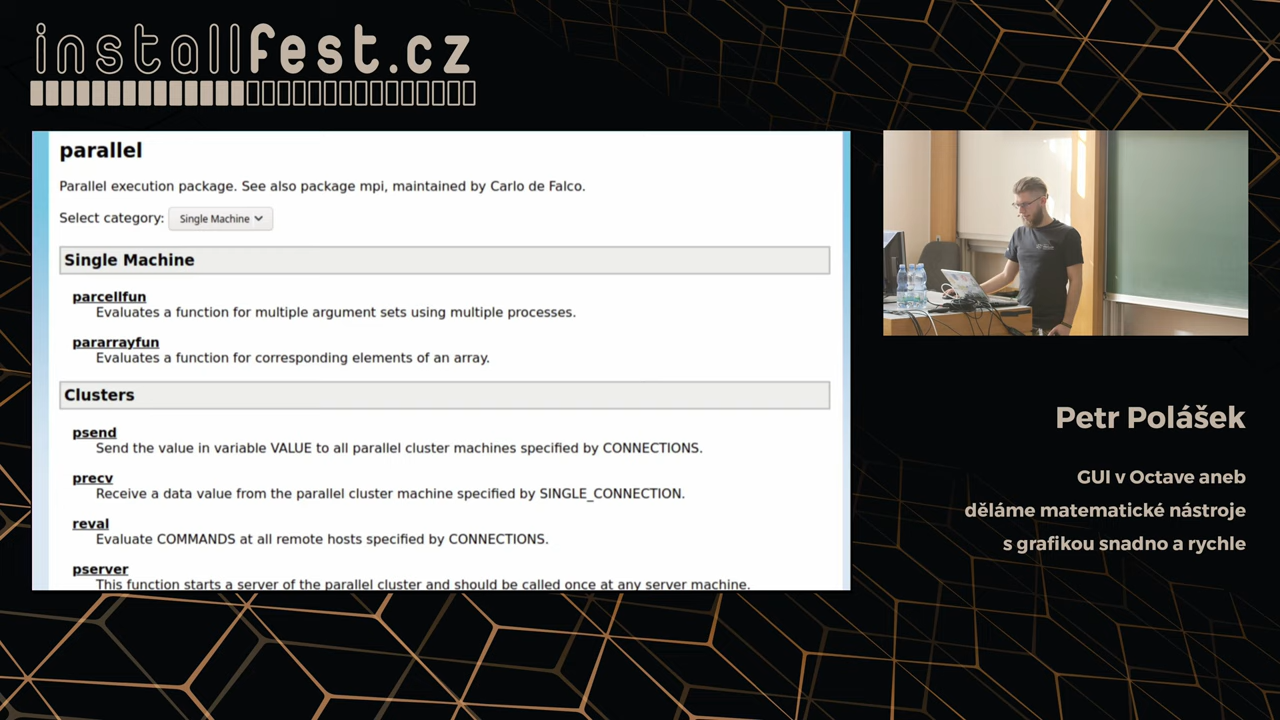 installfest.cz
parallel
Parallel execution package. See also package mpi, maintained by Carlo de Falco.
Select category: Single Machine
Single Machine
parcellfun
Evaluates a function for multiple argument sets using multiple processes.
pararrayfun
Evaluates a function for corresponding elements of an array.
Clusters
psend
Send the value in variable VALUE to all parallel cluster machines specified by CONNECTIONS.
precv
Receive a data value from the parallel cluster machine specified by SINGLE_CONNECTION.
reval
Evaluate COMMANDS at all remote hosts specified by CONNECTIONS.
pserver
This function starts a server of the parallel cluster and should be called once at any server machine.
Petr Polášek
GUI v Octave aneb
děláme matematické nástroje
s grafikou snadno a rychle